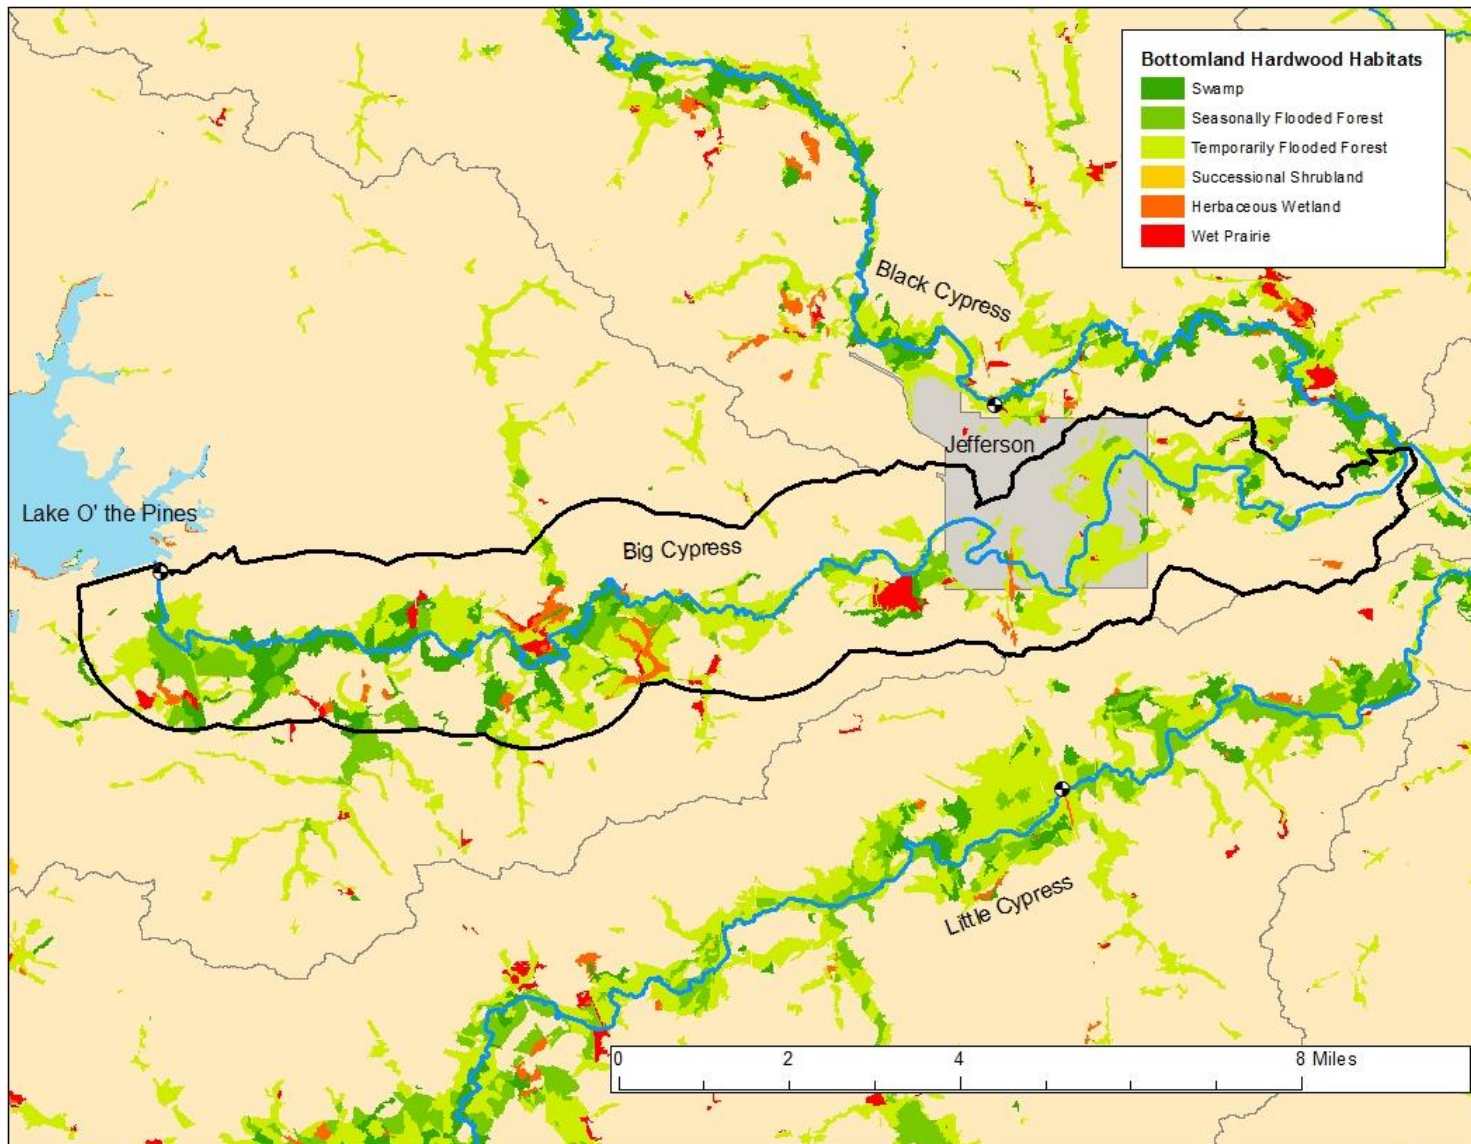 Bottomland Hardwood Habitats
Swamp
Seasonally Flooded Forest
Temporarily Flooded Forest
Successional Shrubland
Herbaceous Wetland
Wet Prairie
Black Cypress
Jefferson
Lake O' the Pines
Big Cypress
Little Cypress
0 2 4 8 Miles